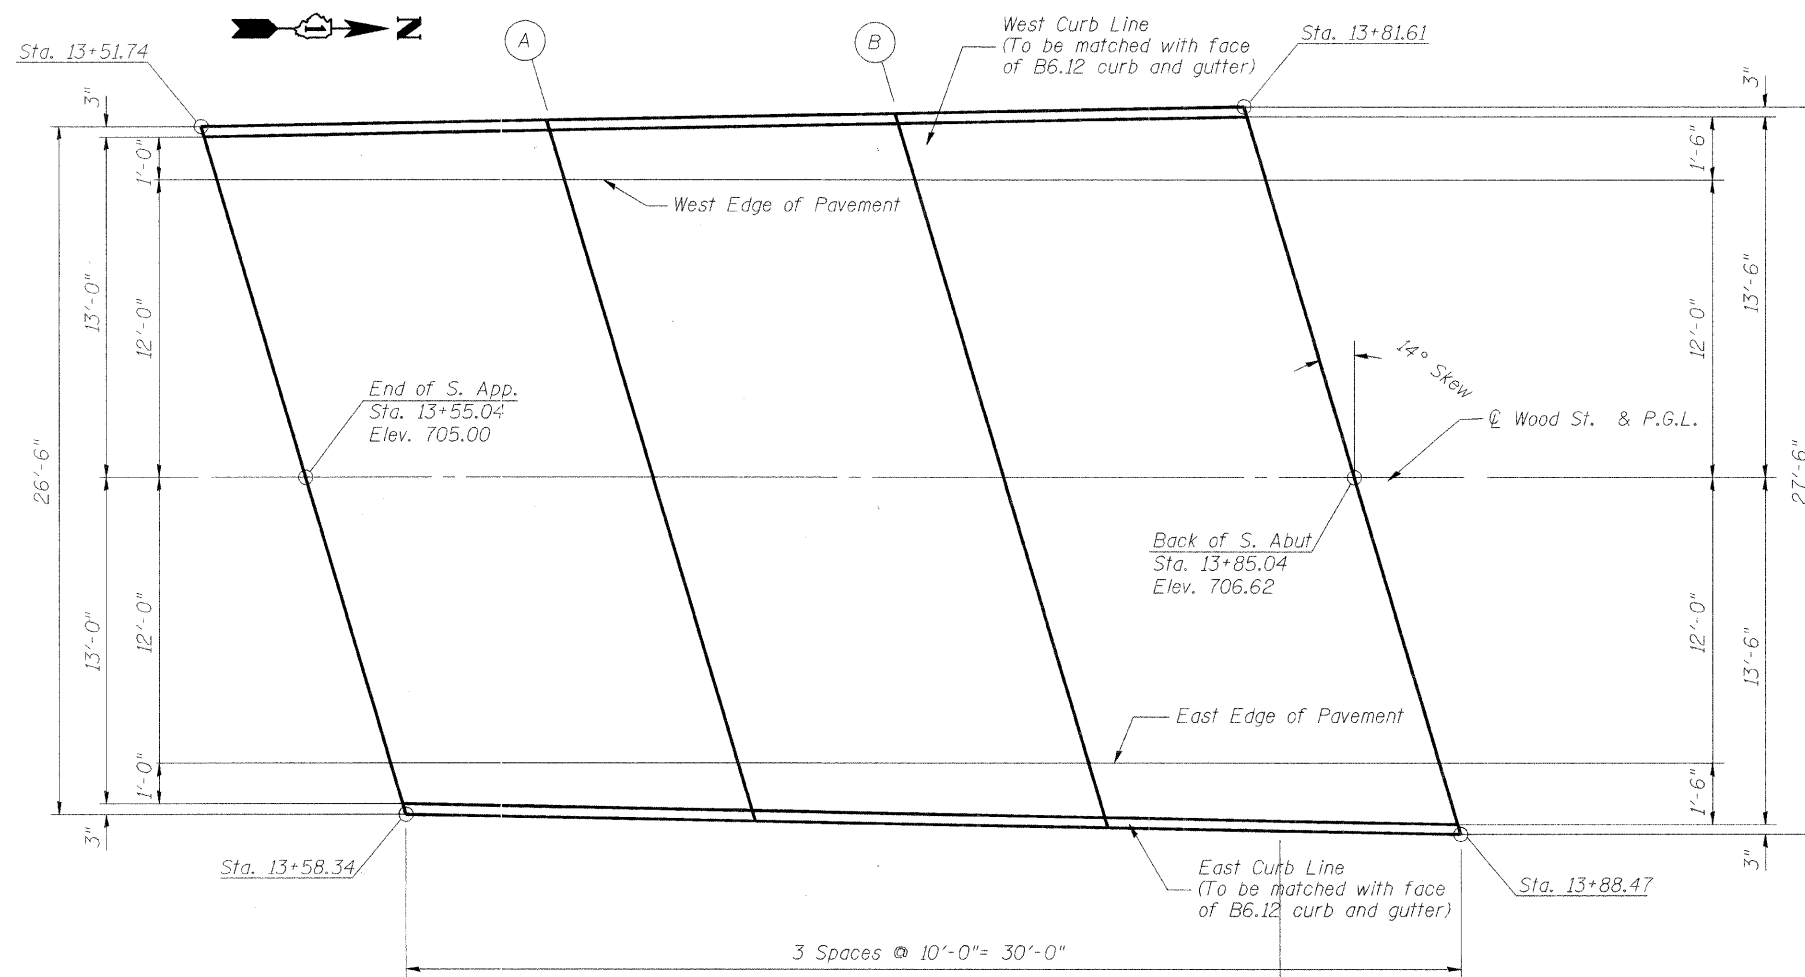 N
Sta. 13+51.74
A
B
West Curb Line
(To be matched with face
of B6.12 curb and gutter)
Sta. 13+81.61
3"
3"
1'-0"
1'-6"
West Edge of Pavement
13'-0"
12'-0"
12'-0"
13'-6"
14° Skew
End of S. App.
Sta. 13+55.04
Elev. 705.00
℄ Wood St. & P.G.L.
26'-6"
27'-6"
Back of S. Abut
Sta. 13+85.04
Elev. 706.62
13'-0"
12'-0"
12'-0"
13'-6"
East Edge of Pavement
1'-0"
1'-6"
3"
3"
Sta. 13+58.34
East Curb Line
(To be matched with face
of B6.12 curb and gutter)
Sta. 13+88.47
3 Spaces @ 10'-0"= 30'-0"